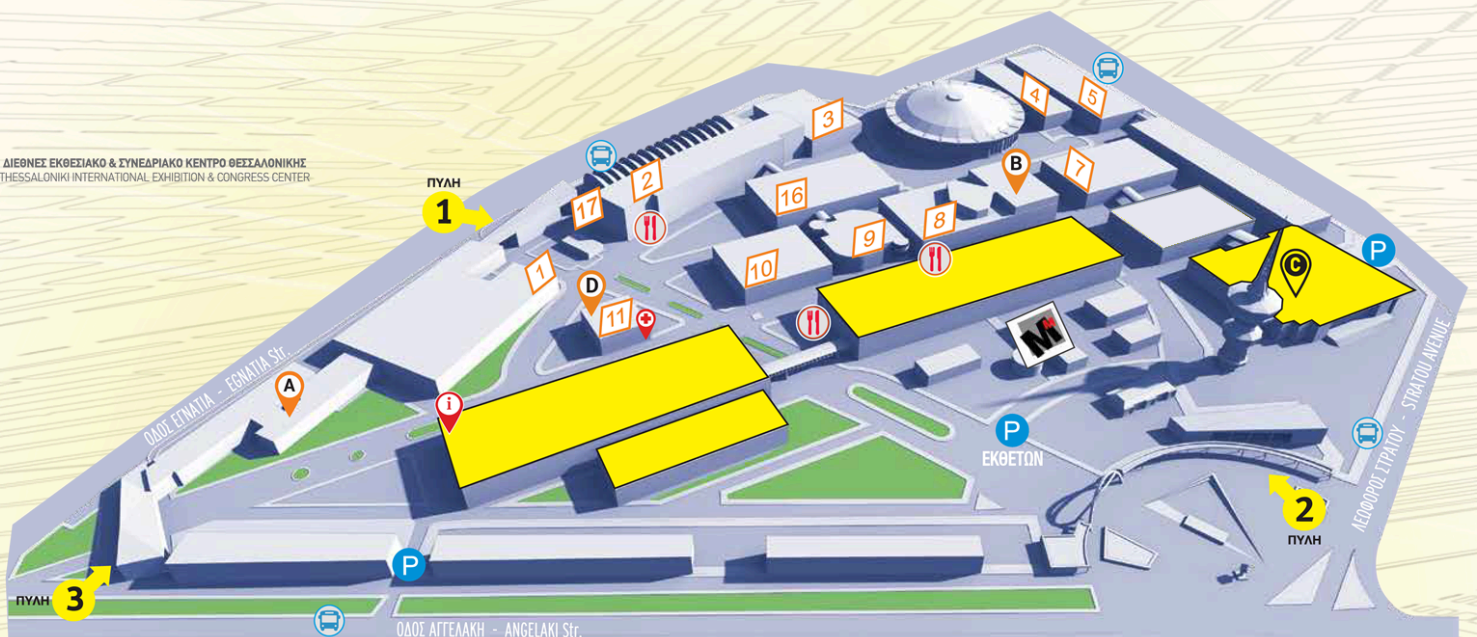 ΔΙΕΘΝΕΣ ΕΚΘΕΣΙΑΚΟ & ΣΥΝΕΔΡΙΑΚΟ ΚΕΝΤΡΟ ΘΕΣΣΑΛΟΝΙΚΗΣ
THESSALONIKI INTERNATIONAL EXHIBITION & CONGRESS CENTER
ΠΥΛΗ
1
3
4
5
2
17
16
B
7
8
9
10
1
D
11
C
P
M
ΟΔΟΣ ΕΓΝΑΤΙΑ - EGNATIA Str.
A
i
P
ΕΚΘΕΤΩΝ
ΛΕΩΦΟΡΟΣ ΣΤΡΑΤΟΥ - STRATOU AVENUE
2
ΠΥΛΗ
P
ΠΥΛΗ 3
ΟΔΟΣ ΑΓΓΕΛΑΚΗ - ANGELAKI Str.